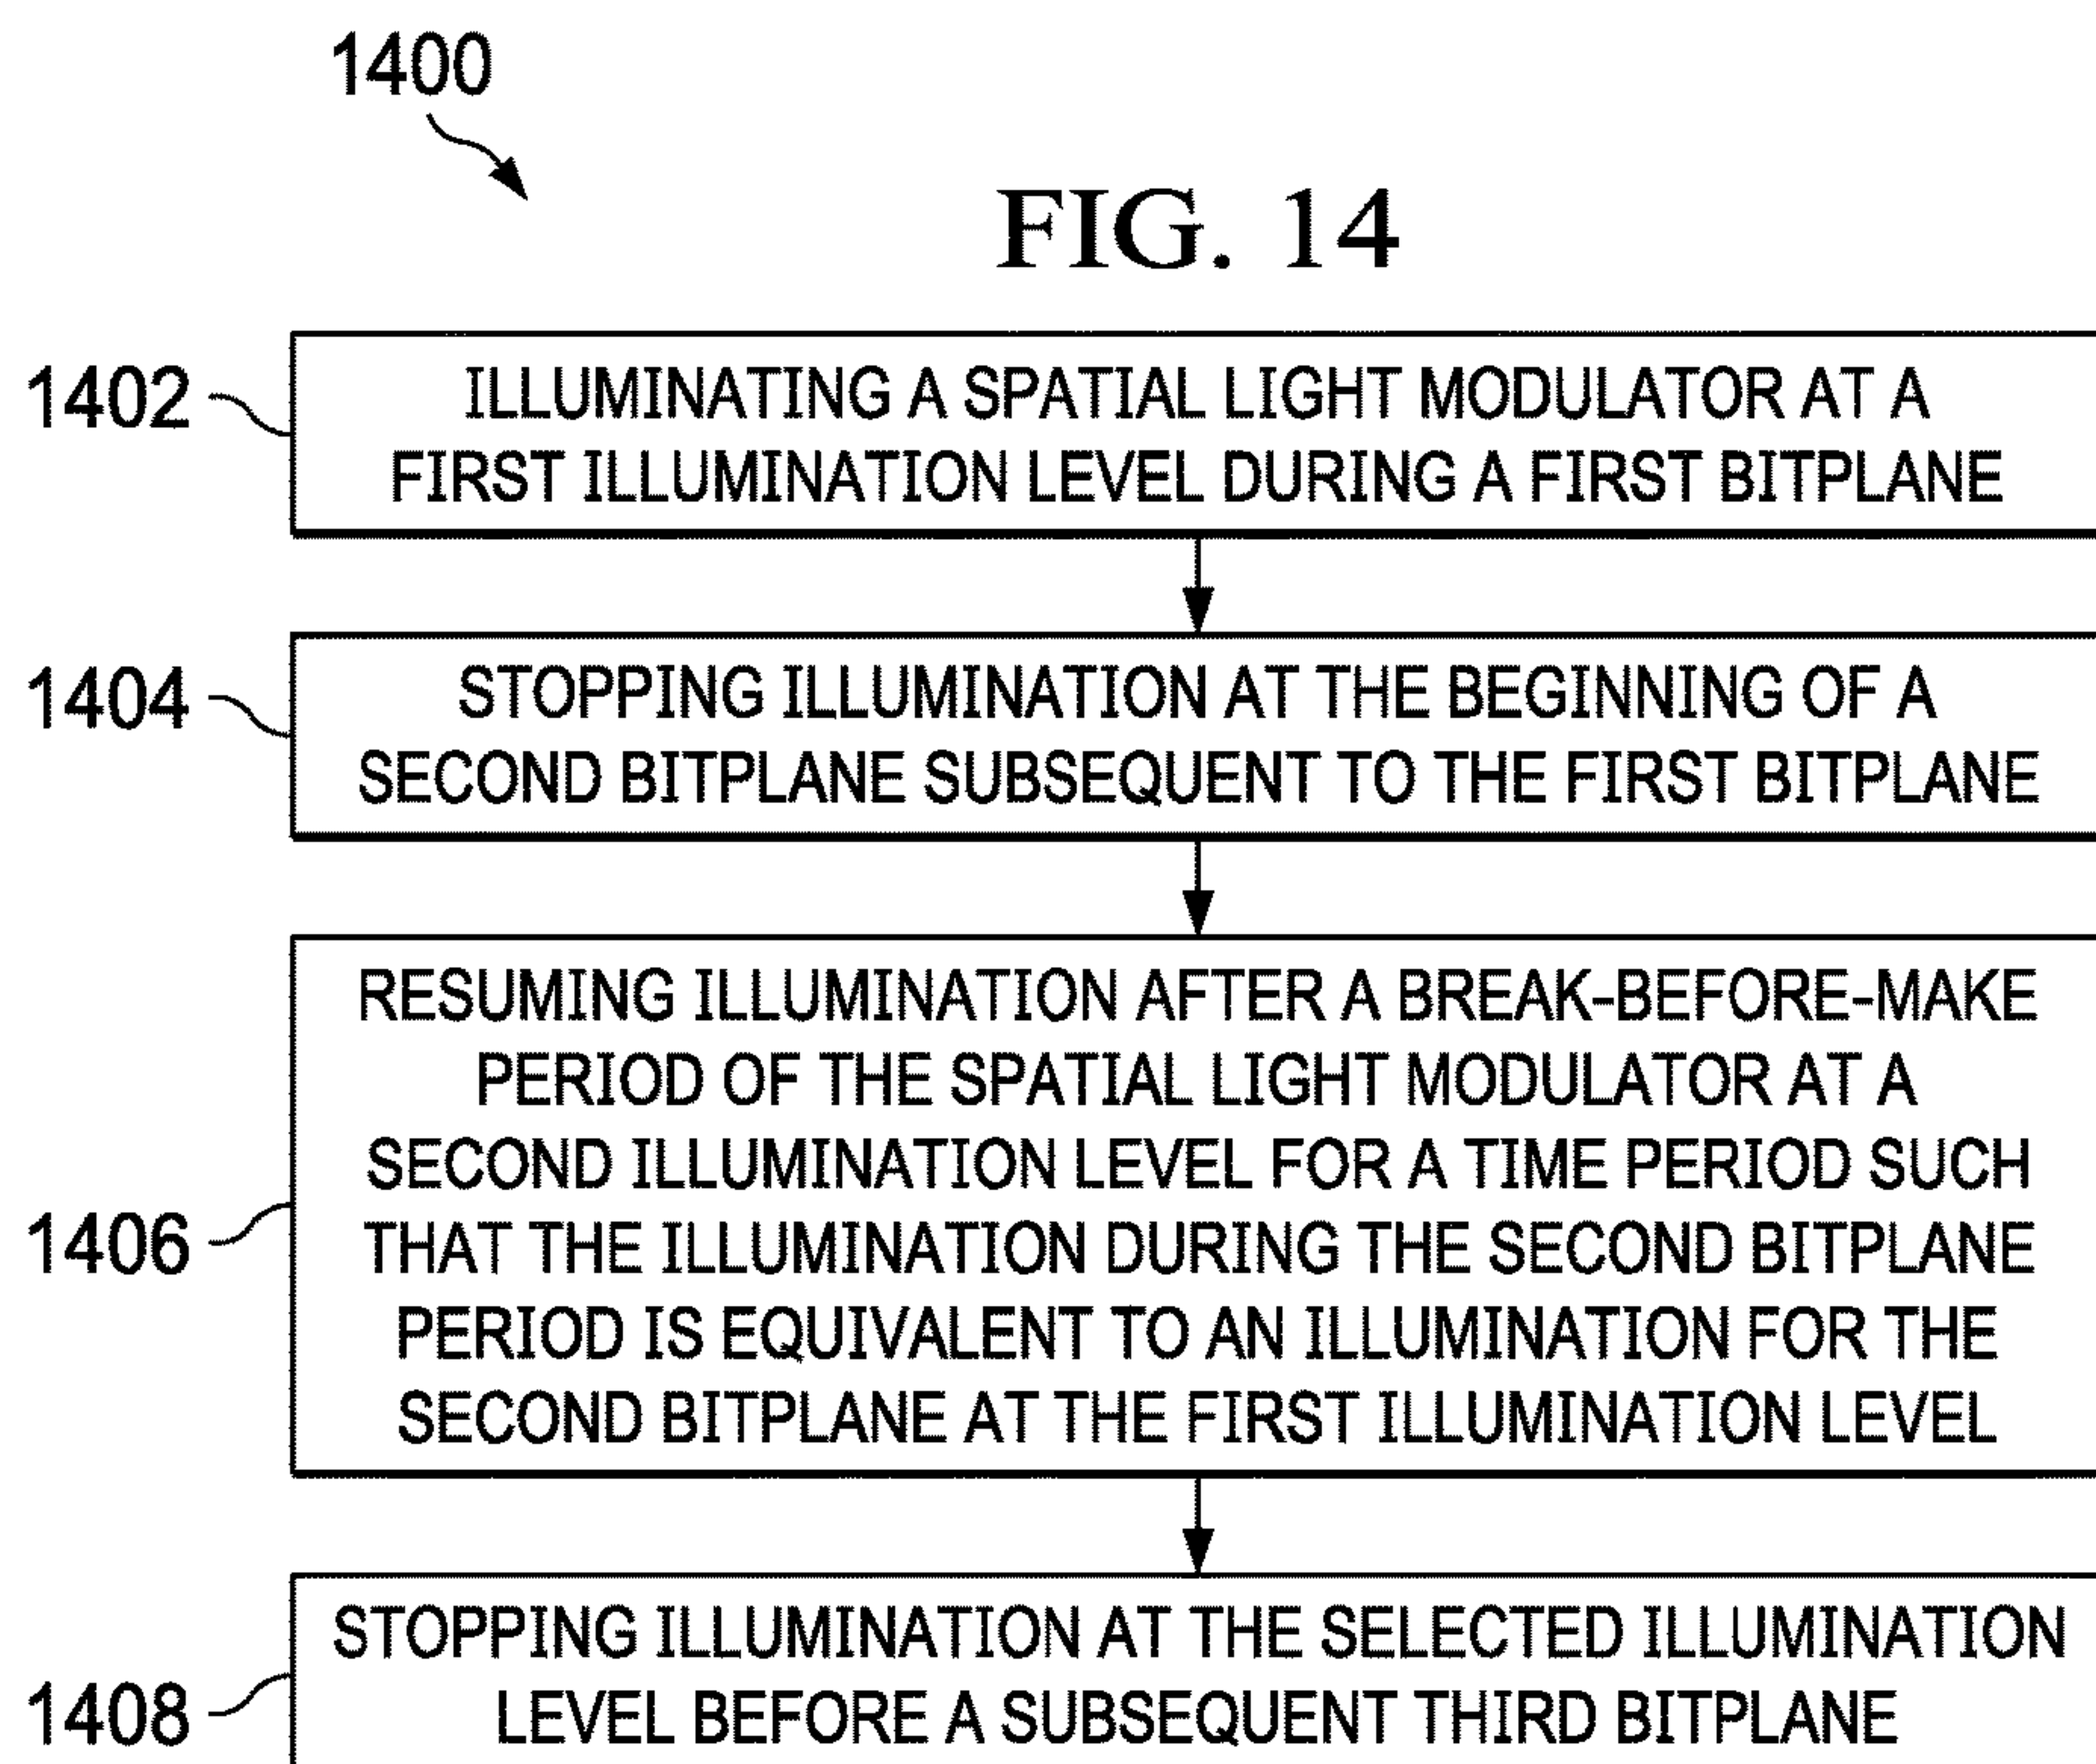 1400
FIG. 14
1402
ILLUMINATING A SPATIAL LIGHT MODULATOR AT A
FIRST ILLUMINATION LEVEL DURING A FIRST BITPLANE
1404
STOPPING ILLUMINATION AT THE BEGINNING OF A
SECOND BITPLANE SUBSEQUENT TO THE FIRST BITPLANE
1406
RESUMING ILLUMINATION AFTER A BREAK-BEFORE-MAKE
PERIOD OF THE SPATIAL LIGHT MODULATOR AT A
SECOND ILLUMINATION LEVEL FOR A TIME PERIOD SUCH
THAT THE ILLUMINATION DURING THE SECOND BITPLANE
PERIOD IS EQUIVALENT TO AN ILLUMINATION FOR THE
SECOND BITPLANE AT THE FIRST ILLUMINATION LEVEL
1408
STOPPING ILLUMINATION AT THE SELECTED ILLUMINATION
LEVEL BEFORE A SUBSEQUENT THIRD BITPLANE